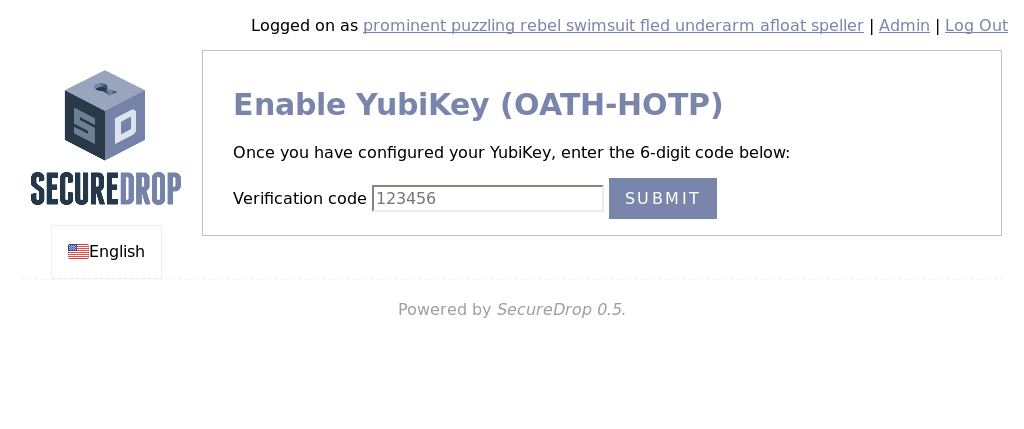 Logged on as prominent puzzling rebel swimsuit fled underarm afloat speller | Admin | Log Out
SD
SECUREDROP
English
Enable YubiKey (OATH-HOTP)
Once you have configured your YubiKey, enter the 6-digit code below:
Verification code 123456 SUBMIT
Powered by SecureDrop 0.5.